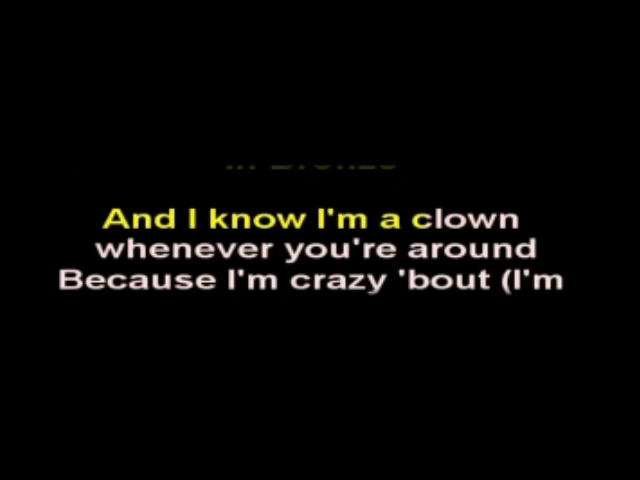 And I know I'm a clown
whenever you're around
Because I'm crazy 'bout (I'm